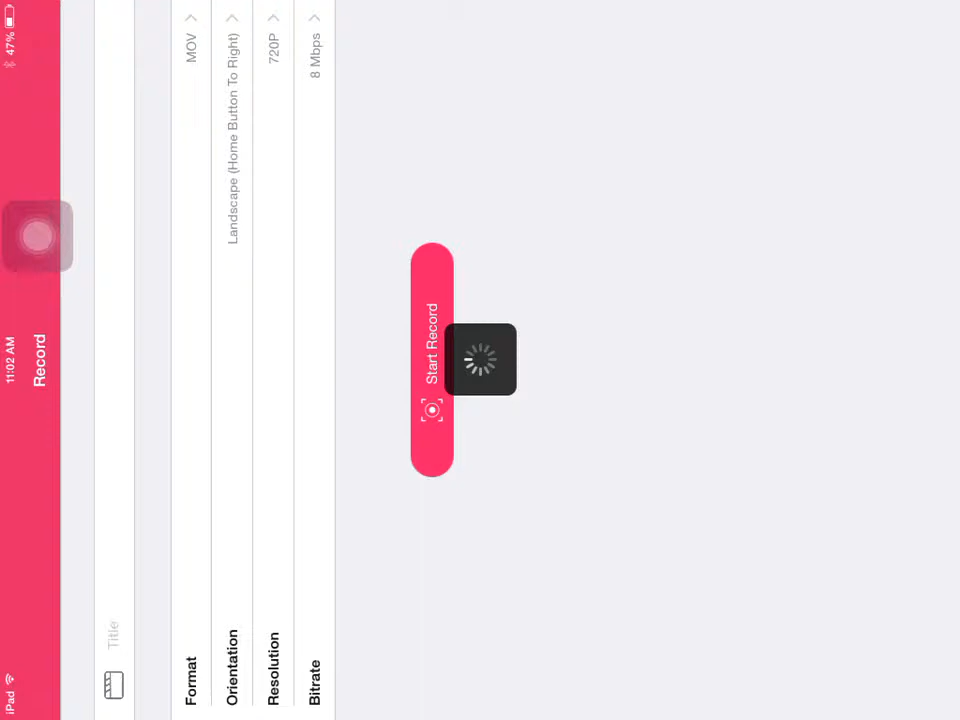 iPad 11:02 AM 47%
Record
Title
Format MOV
Orientation Landscape (Home Button To Right)
Resolution 720P
Bitrate 8 Mbps
Start Record